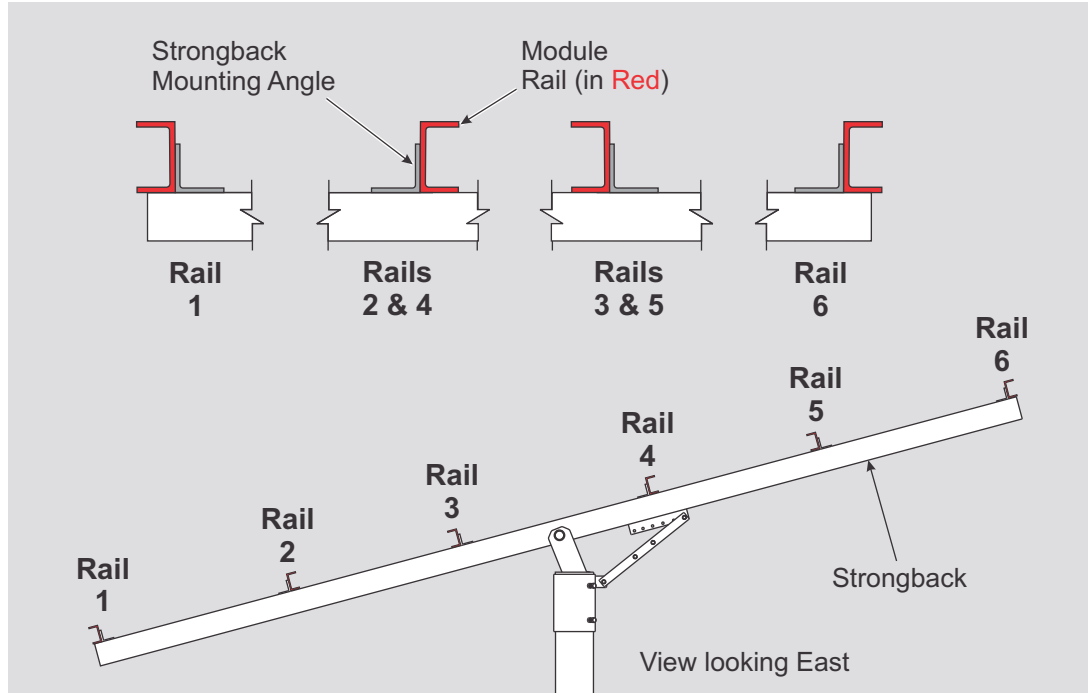 Strongback
Mounting Angle
Module
Rail (in Red)
Rail
1
Rails
2 & 4
Rails
3 & 5
Rail
6
Rail
6
Rail
5
Rail
4
Rail
3
Rail
2
Rail
1
Strongback
View looking East